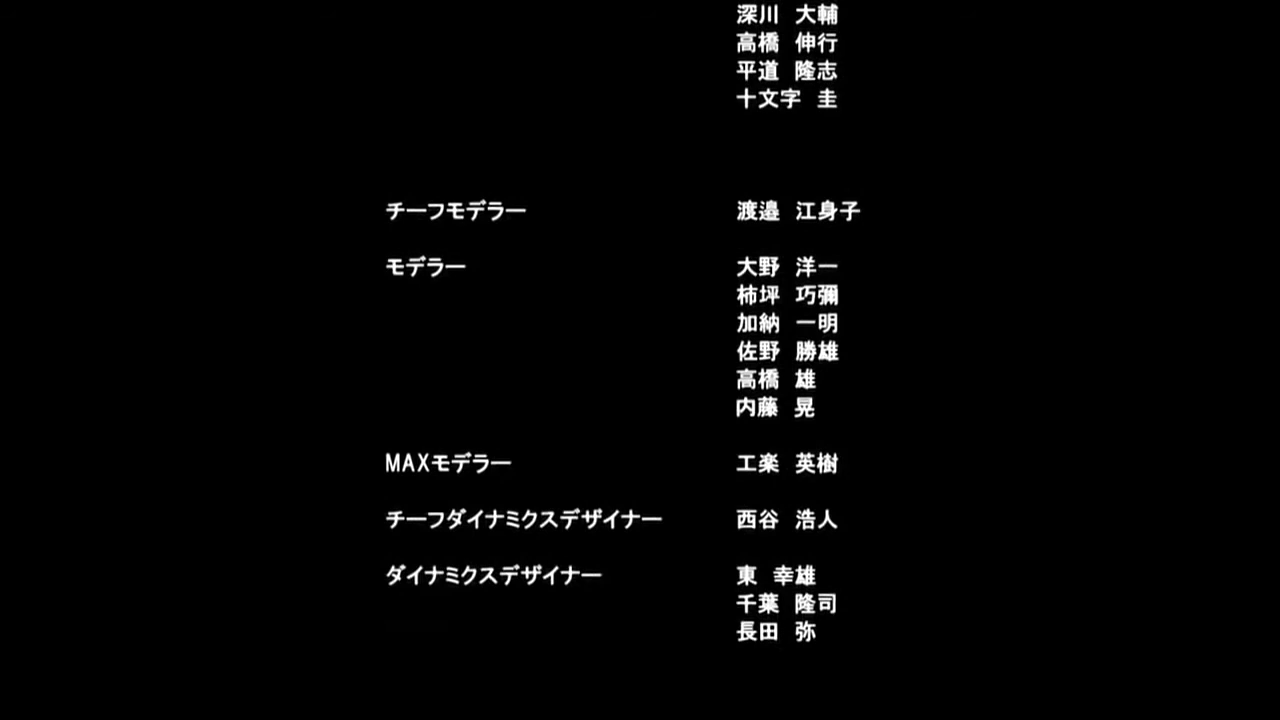 深川 大輔
高橋 伸行
平道 隆志
十文字 圭
チーフモデラー 渡邉 江身子
モデラー 大野 洋一
柿坪 巧彌
加納 一明
佐野 勝雄
高橋 雄
内藤 晃
MAXモデラー 工楽 英樹
チーフダイナミクスデザイナー 西谷 浩人
ダイナミクスデザイナー 東 幸雄
千葉 隆司
長田 弥